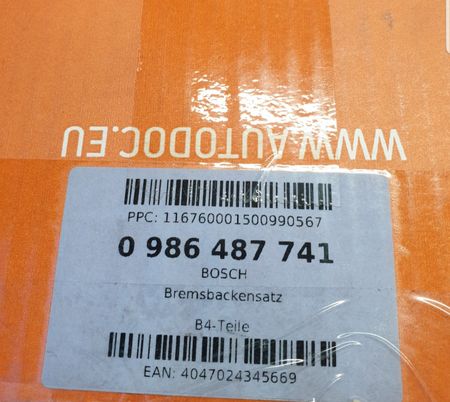 WWW.AUTODOC.EU
PPC: 116760001500990567
0 986 487 741
BOSCH
Bremsbackensatz
B4-Teile
EAN: 4047024345669